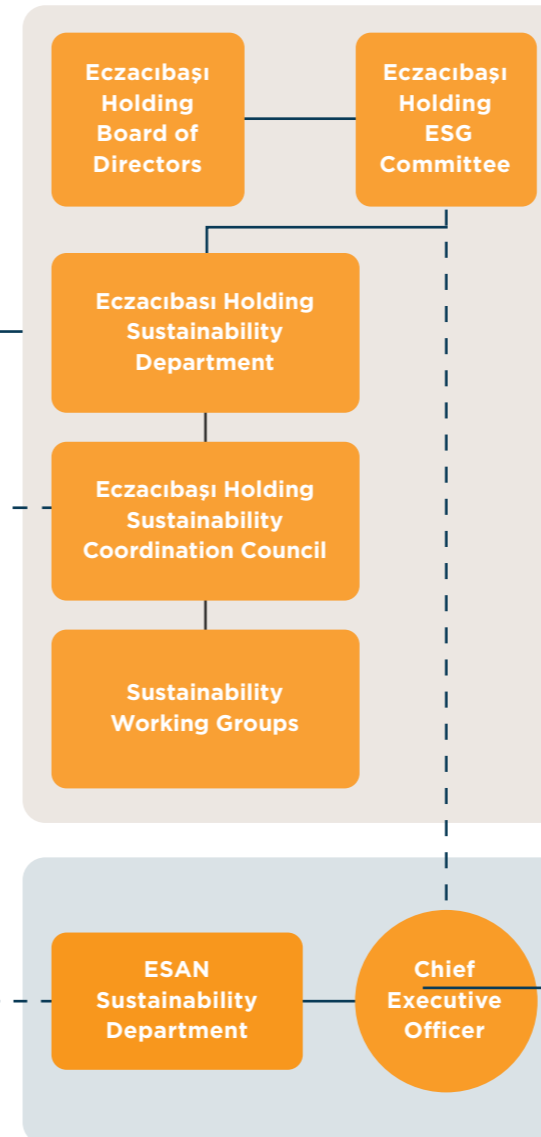 Eczacıbaşı
Holding
Board of
Directors
Eczacıbaşı
Holding
ESG
Committee
Eczacıbası Holding
Sustainability
Department
Eczacıbaşı Holding
Sustainability
Coordination Council
Sustainability
Working Groups
ESAN
Sustainability
Department
Chief
Executive
Officer